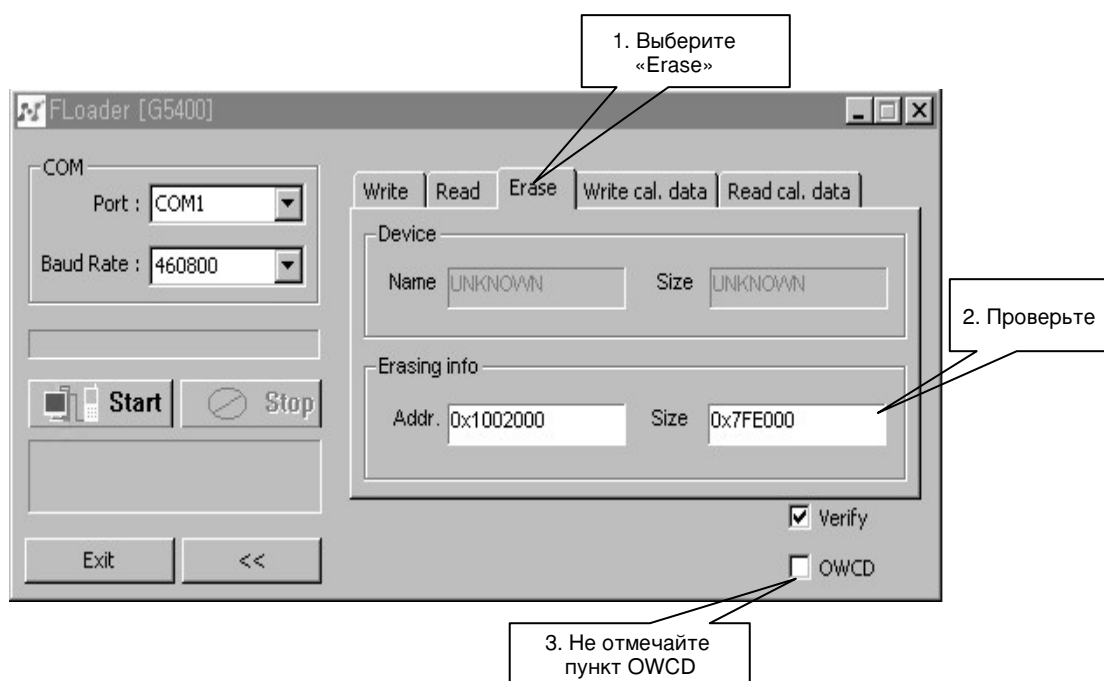 1. Выберите
«Erase»
FLoader [G5400]
COM
Port : COM1
Baud Rate : 460800
Start Stop
Exit <<
Write Read Erase Write cal. data Read cal. data
Device
Name UNKNOWN Size UNKNOWN
Erasing info
Addr. 0x1002000 Size 0x7FE000
2. Проверьте
Verify
OWCD
3. Не отмечайте
пункт OWCD